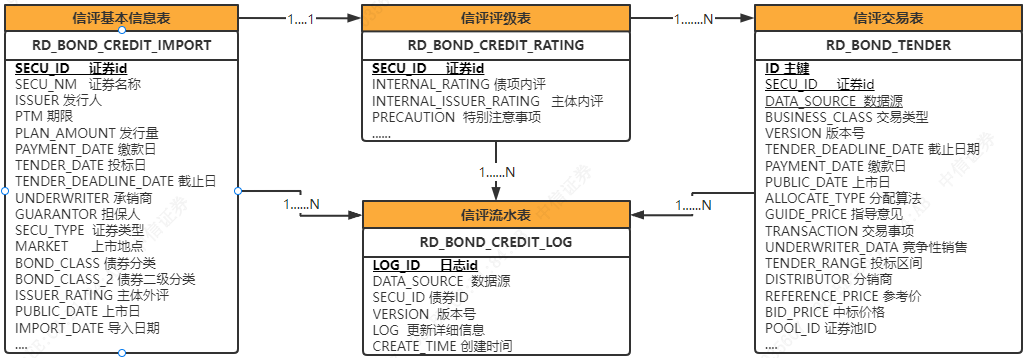 信评基本信息表
RD_BOND_CREDIT_IMPORT
SECU_ID 证券id
SECU_NM 证券名称
ISSUER 发行人
PTM 期限
PLAN_AMOUNT 发行量
PAYMENT_DATE 缴款日
TENDER_DATE 投标日
TENDER_DEADLINE_DATE 截止日
UNDERWRITER 承销商
GUARANTOR 担保人
SECU_TYPE 证券类型
MARKET 上市地点
BOND_CLASS 债券分类
BOND_CLASS_2 债券二级分类
ISSUER_RATING 主体外评
PUBLIC_DATE 上市日
IMPORT_DATE 导入日期
....
1....1
信评评级表
RD_BOND_CREDIT_RATING
SECU_ID 证券id
INTERNAL_RATING 债项内评
INTERNAL_ISSUER_RATING 主体内评
PRECAUTION 特别注意事项
......
1.......N
信评交易表
RD_BOND_TENDER
ID 主键
SECU_ID 证券id
DATA_SOURCE 数据源
BUSINESS_CLASS 交易类型
VERSION 版本号
TENDER_DEADLINE_DATE 截止日期
PAYMENT_DATE 缴款日
PUBLIC_DATE 上市日
ALLOCATE_TYPE 分配算法
GUIDE_PRICE 指导意见
TRANSACTION 交易事项
UNDERWRITER_DATA 竞争性销售
TENDER_RANGE 投标区间
DISTRIBUTOR 分销商
REFERENCE_PRICE 参考价
BID_PRICE 中标价格
POOL_ID 证券池ID
....
1......N
1......N
1......N
信评流水表
RD_BOND_CREDIT_LOG
LOG_ID 日志id
DATA_SOURCE 数据源
SECU_ID 债券ID
VERSION 版本号
LOG 更新详细信息
CREATE_TIME 创建时间
中信证券
中信证券
中信证券